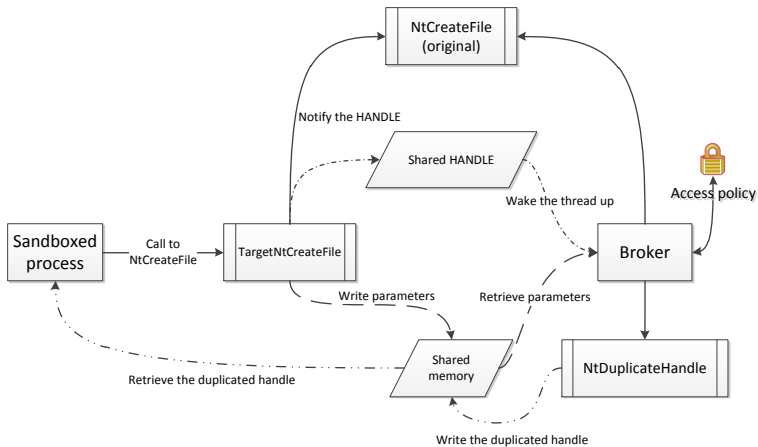 NtCreateFile
(original)
Notify the HANDLE
Shared HANDLE
Wake the thread up
Access policy
Sandboxed
process
Call to
NtCreateFile
TargetNtCreateFile
Broker
Write parameters
Retrieve parameters
Shared
memory
NtDuplicateHandle
Retrieve the duplicated handle
Write the duplicated handle